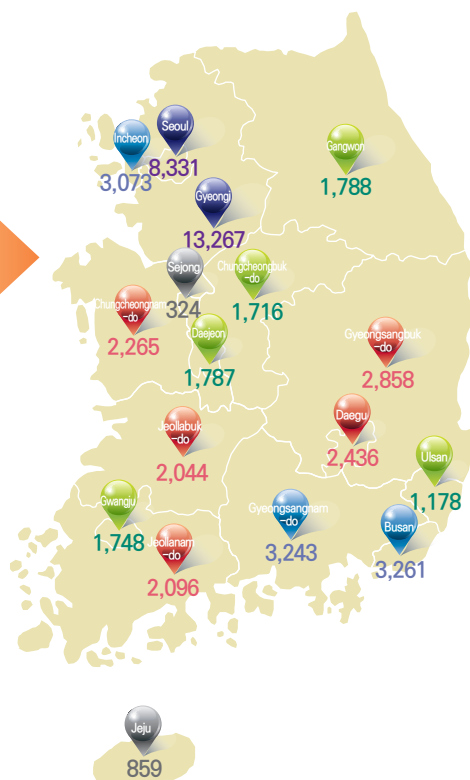 Seoul
8,331
Incheon
3,073
Gangwon
1,788
Gyeongi
13,267
Sejong
324
Chungcheongbuk
-do
1,716
Chungcheongnam
-do
2,265
Daejeon
1,787
Gyeongsangbuk
-do
2,858
Daegu
2,436
Jeollabuk
-do
2,044
Ulsan
1,178
Gwangju
1,748
Gyeongsangnam
-do
3,243
Busan
3,261
Jeollanam
-do
2,096
Jeju
859